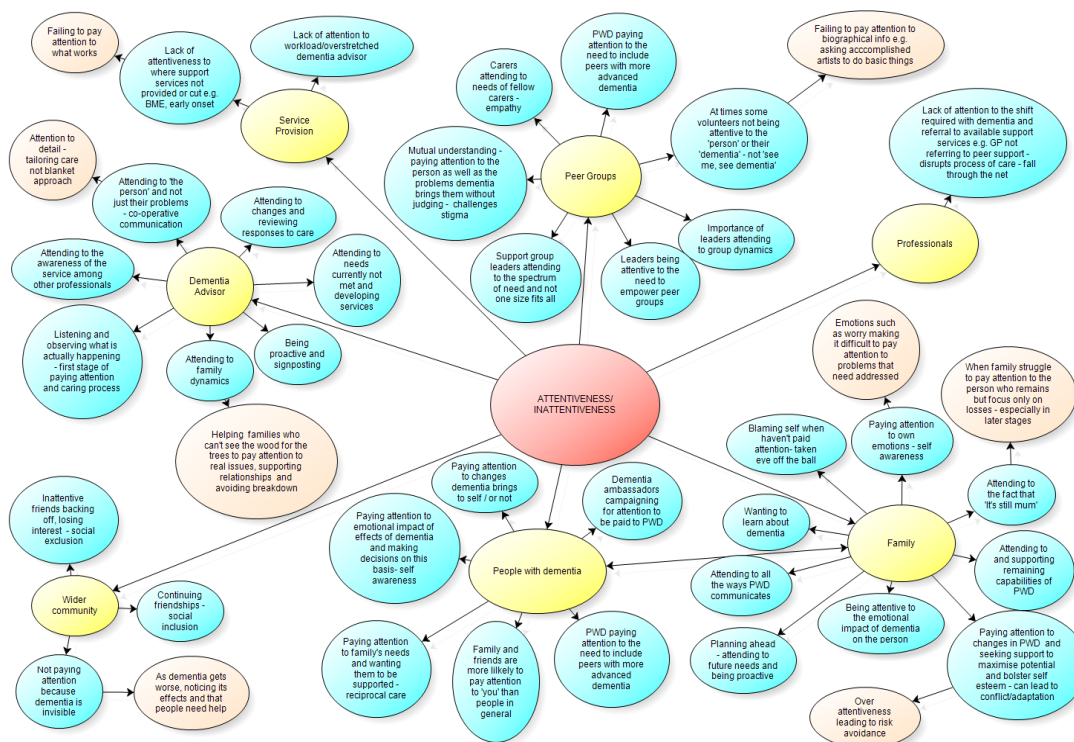 Failing to pay
attention to
what works
Lack of
attentiveness to
where support
services not
provided or cut e.g.
BME, early onset
Lack of attention to
workload/overstretched
dementia advisor
Service
Provision
Carers
attending to
needs of fellow
carers -
empathy
PWD paying
attention to the
need to include
peers with more
advanced
dementia
Failing to pay attention to
biographical info e.g.
asking acccomplished
artists to do basic things
At times some
volunteers not being
attentive to the
'person' or their
'dementia' - not 'see
me, see dementia'
Lack of attention to the shift
required with dementia and
referral to available support
services e.g. GP not
referring to peer support -
disrupts process of care - fall
through the net
Mutual understanding -
paying attention to the
person as well as the
problems dementia
brings them without
judging - challenges
stigma
Peer Groups
Support group
leaders attending
to the spectrum
of need and not
one size fits all
Leaders being
attentive to the
need to
empower peer
groups
Importance of
leaders attending
to group dynamics
Professionals
Attention to
detail -
tailoring care
not blanket
approach
Attending to 'the
person' and not
just their problems
- co-operative
communication
Attending to
changes and
reviewing
responses to care
Attending to the
awareness of the
service among
other professionals
Dementia
Advisor
Attending to
needs
currently not
met and
developing
services
Listening and
observing what is
actually happening
- first stage of
paying attention
and caring process
Attending to
family
dynamics
Being
proactive and
signposting
Helping families who
can't see the wood for the
trees to pay attention to
real issues, supporting
relationships and
avoiding breakdown
ATTENTIVENESS/
INATTENTIVENESS
Emotions such
as worry making
it difficult to pay
attention to
problems that
need addressed
When family struggle to
pay attention to the
person who remains
but focus only on
losses - especially in
later stages
Blaming self when
haven't paid
attention- taken
eye off the ball
Paying attention
to own
emotions - self
awareness
Attending to
the fact that
'It's still mum'
Wanting to
learn about
dementia
Family
Attending to all
the ways PWD
communicates
Attending to
and supporting
remaining
capabilities of
PWD
Planning ahead
- attending to
future needs and
being proactive
Being attentive to
the emotional
impact of dementia
on the person
Paying attention to
changes in PWD and
seeking support to
maximise potential
and bolster self
esteem - can lead to
conflict/adaptation
Over
attentiveness
leading to risk
avoidance
Paying attention
to changes
dementia brings
to self / or not
Dementia
ambassadors
campaigning
for attention to
be paid to PWD
Paying attention to
emotional impact of
effects of dementia
and making
decisions on this
basis- self
awareness
People with dementia
Paying attention
to family's needs
and wanting
them to be
supported -
reciprocal care
Family and
friends are
more likely to
pay attention
to 'you' than
people in
general
PWD paying
attention to the
need to include
peers with more
advanced
dementia
Inattentive
friends backing
off, losing
interest - social
exclusion
Wider
community
Continuing
friendships -
social
inclusion
Not paying
attention
because
dementia is
invisible
As dementia gets
worse, noticing its
effects and that
people need help